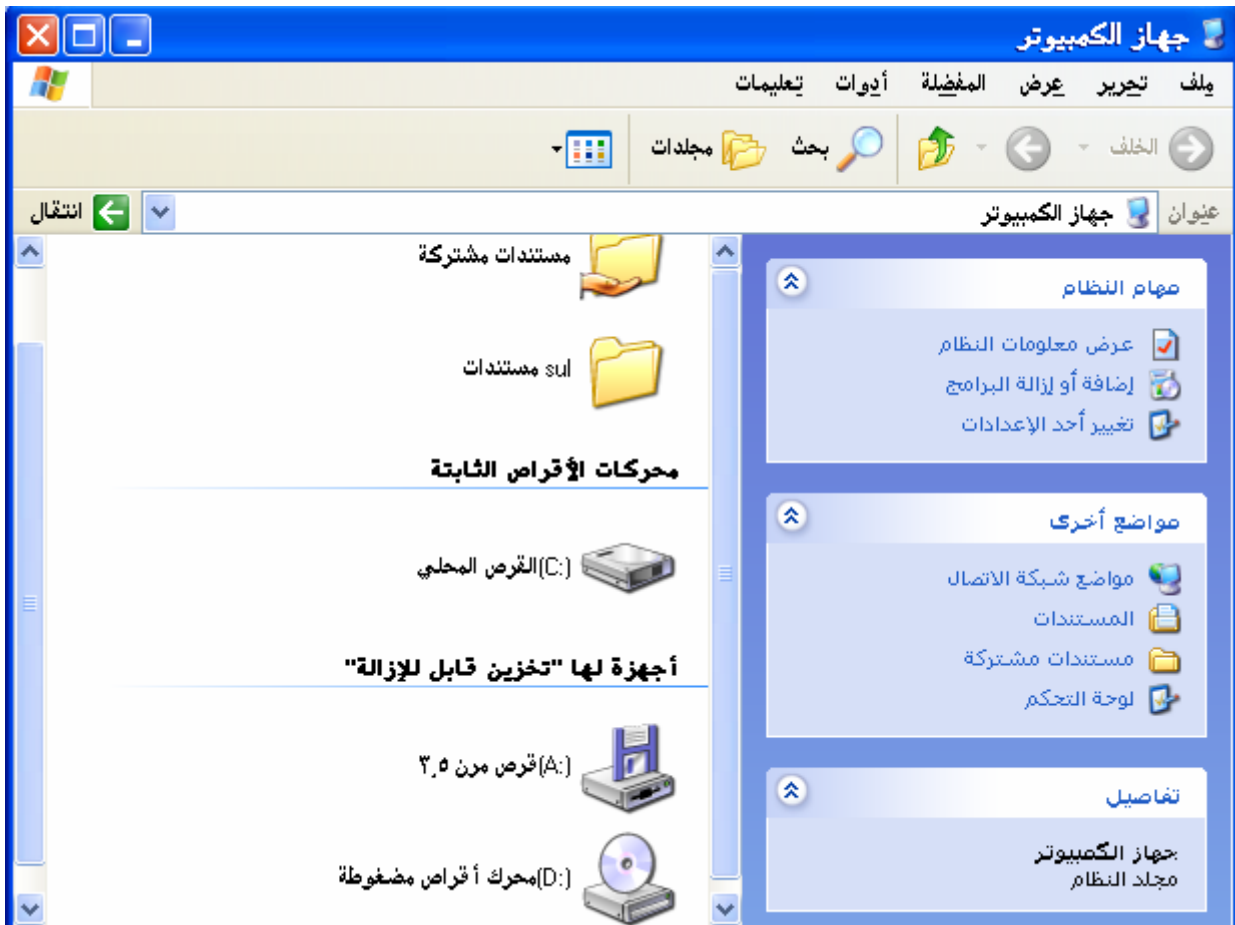 جهاز الكمبيوتر
ملف تحرير عرض المفضلة أدوات تعليمات
الخلف بحث مجلدات
عنوان جهاز الكمبيوتر انتقال
مهام النظام
عرض معلومات النظام
إضافة أو إزالة البرامج
تغيير أحد الإعدادات
مواضع أخرى
مواضع شبكة الاتصال
المستندات
مستندات مشتركة
لوحة التحكم
تفاصيل
جهاز الكمبيوتر
مجلد النظام
مستندات مشتركة
sul مستندات
محركات الأقراص الثابتة
(C:)القرص المحلي
أجهزة لها "تخزين قابل للإزالة"
(A:)قرص مرن ٣,٥
(D:)محرك أقراص مضغوطة